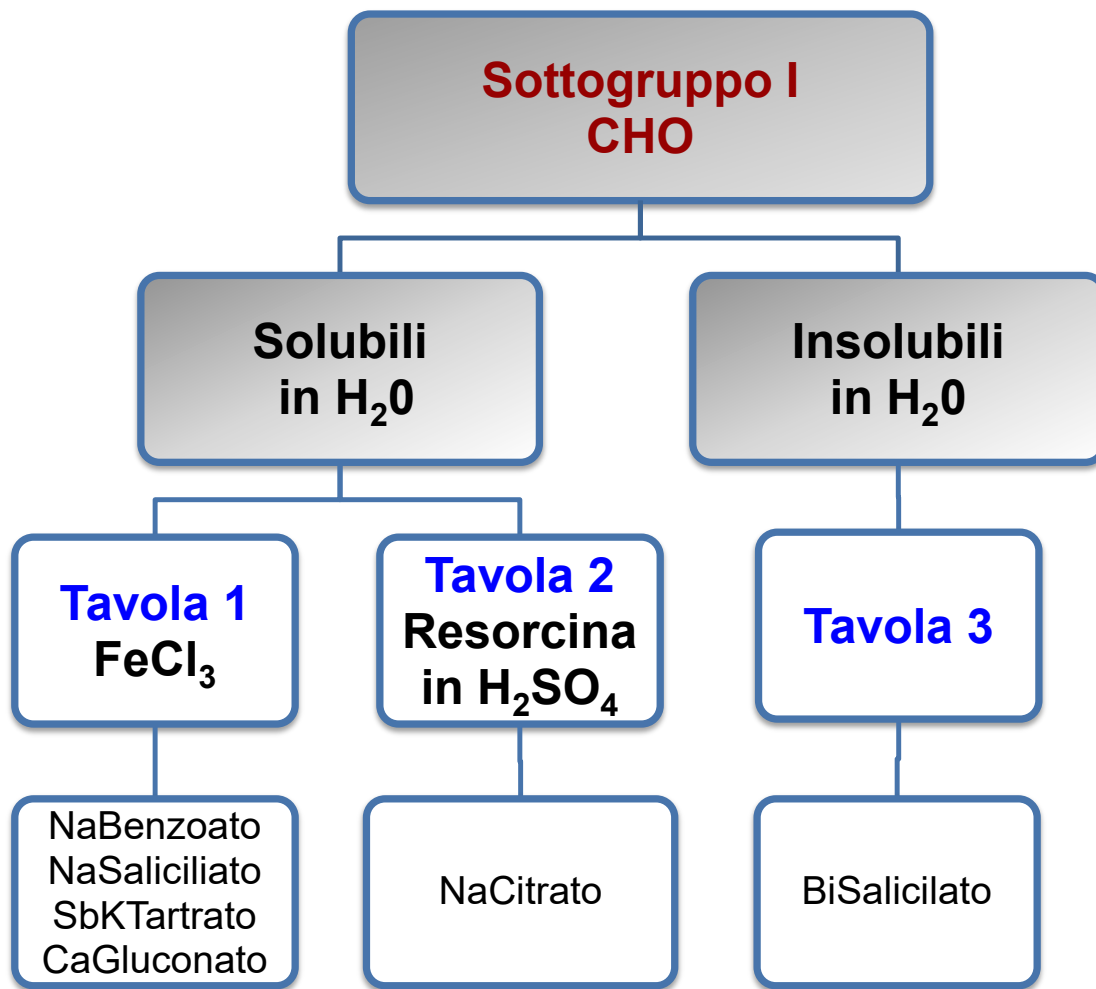 Sottogruppo I
CHO
Solubili
in H₂0
Insolubili
in H₂0
Tavola 1
FeCl₃
Tavola 2
Resorcina
in H₂SO₄
Tavola 3
NaBenzoato
NaSaliciliato
SbKTartrato
CaGluconato
NaCitrato
BiSalicilato